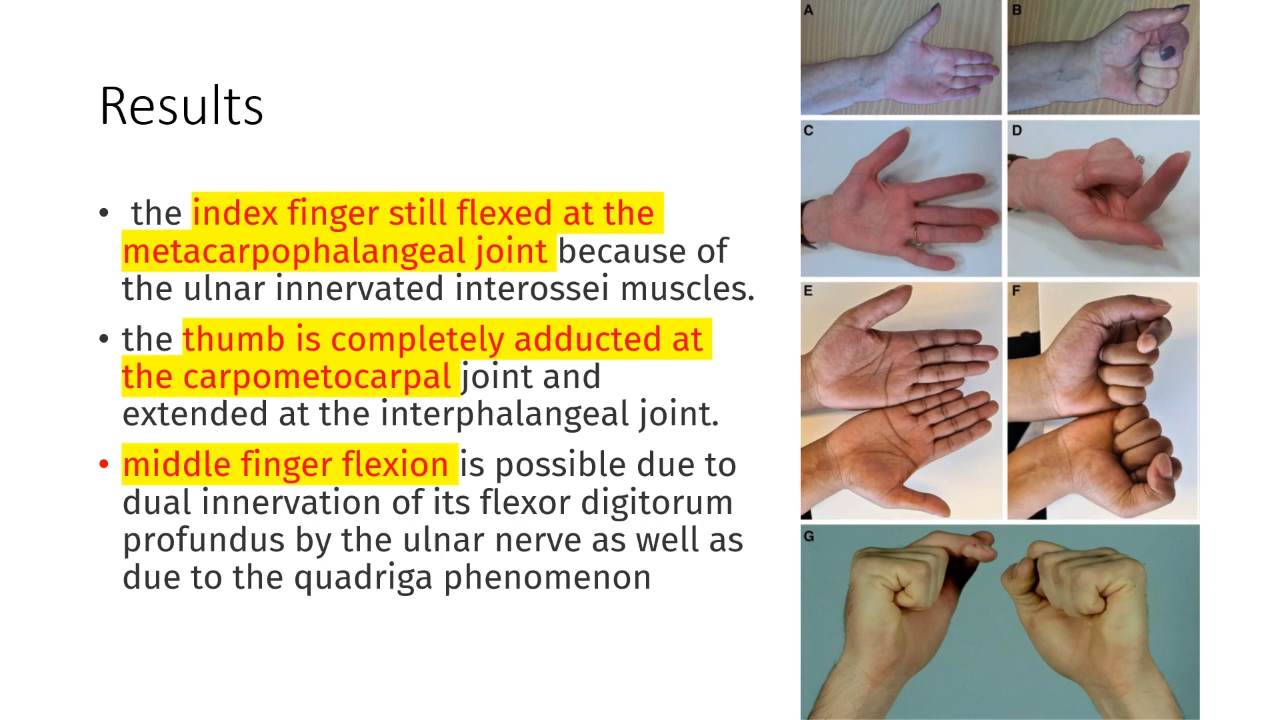 Results
• the index finger still flexed at the
metacarpophalangeal joint because of
the ulnar innervated interossei muscles.
• the thumb is completely adducted at
the carpometocarpal joint and
extended at the interphalangeal joint.
• middle finger flexion is possible due to
dual innervation of its flexor digitorum
profundus by the ulnar nerve as well as
due to the quadriga phenomenon
A
B
C
D
E
F
G